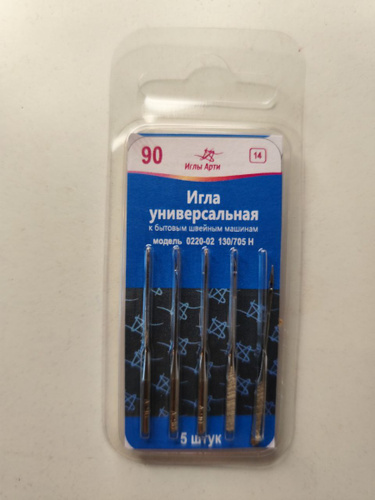 90
Иглы Арти
14
Игла
универсальная
к бытовым швейным машинам
модель 0220-02 130/705 Н
5 штук